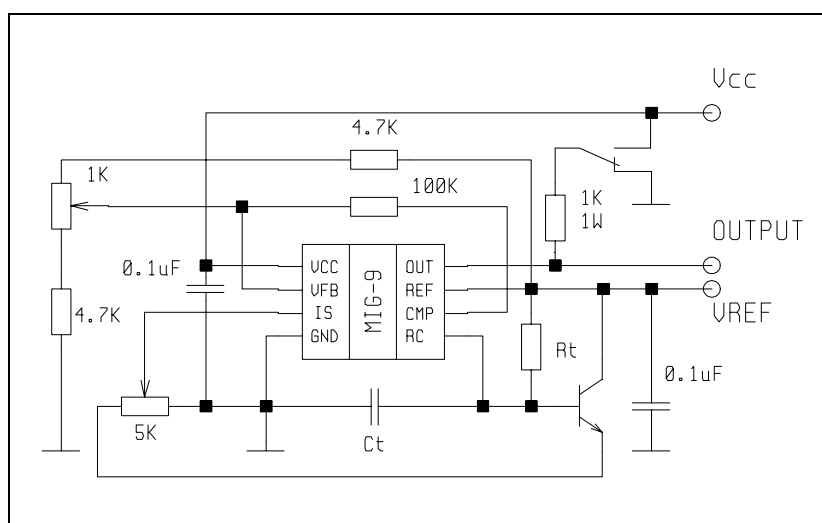 Vcc
4.7K
1K
100K
1K
1W
OUTPUT
0.1uF
VCC
OUT
VFB
REF
MIG-9
VREF
4.7K
IS
CMP
GND
RC
Rt
0.1uF
5K
Ct